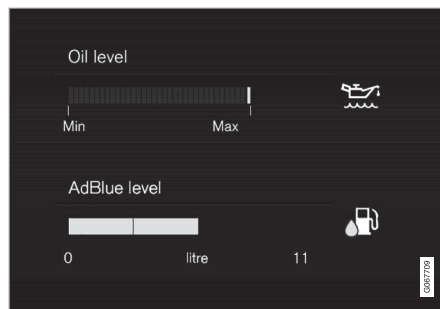 Oil level
Min Max
AdBlue level
0 litre 11
G067709